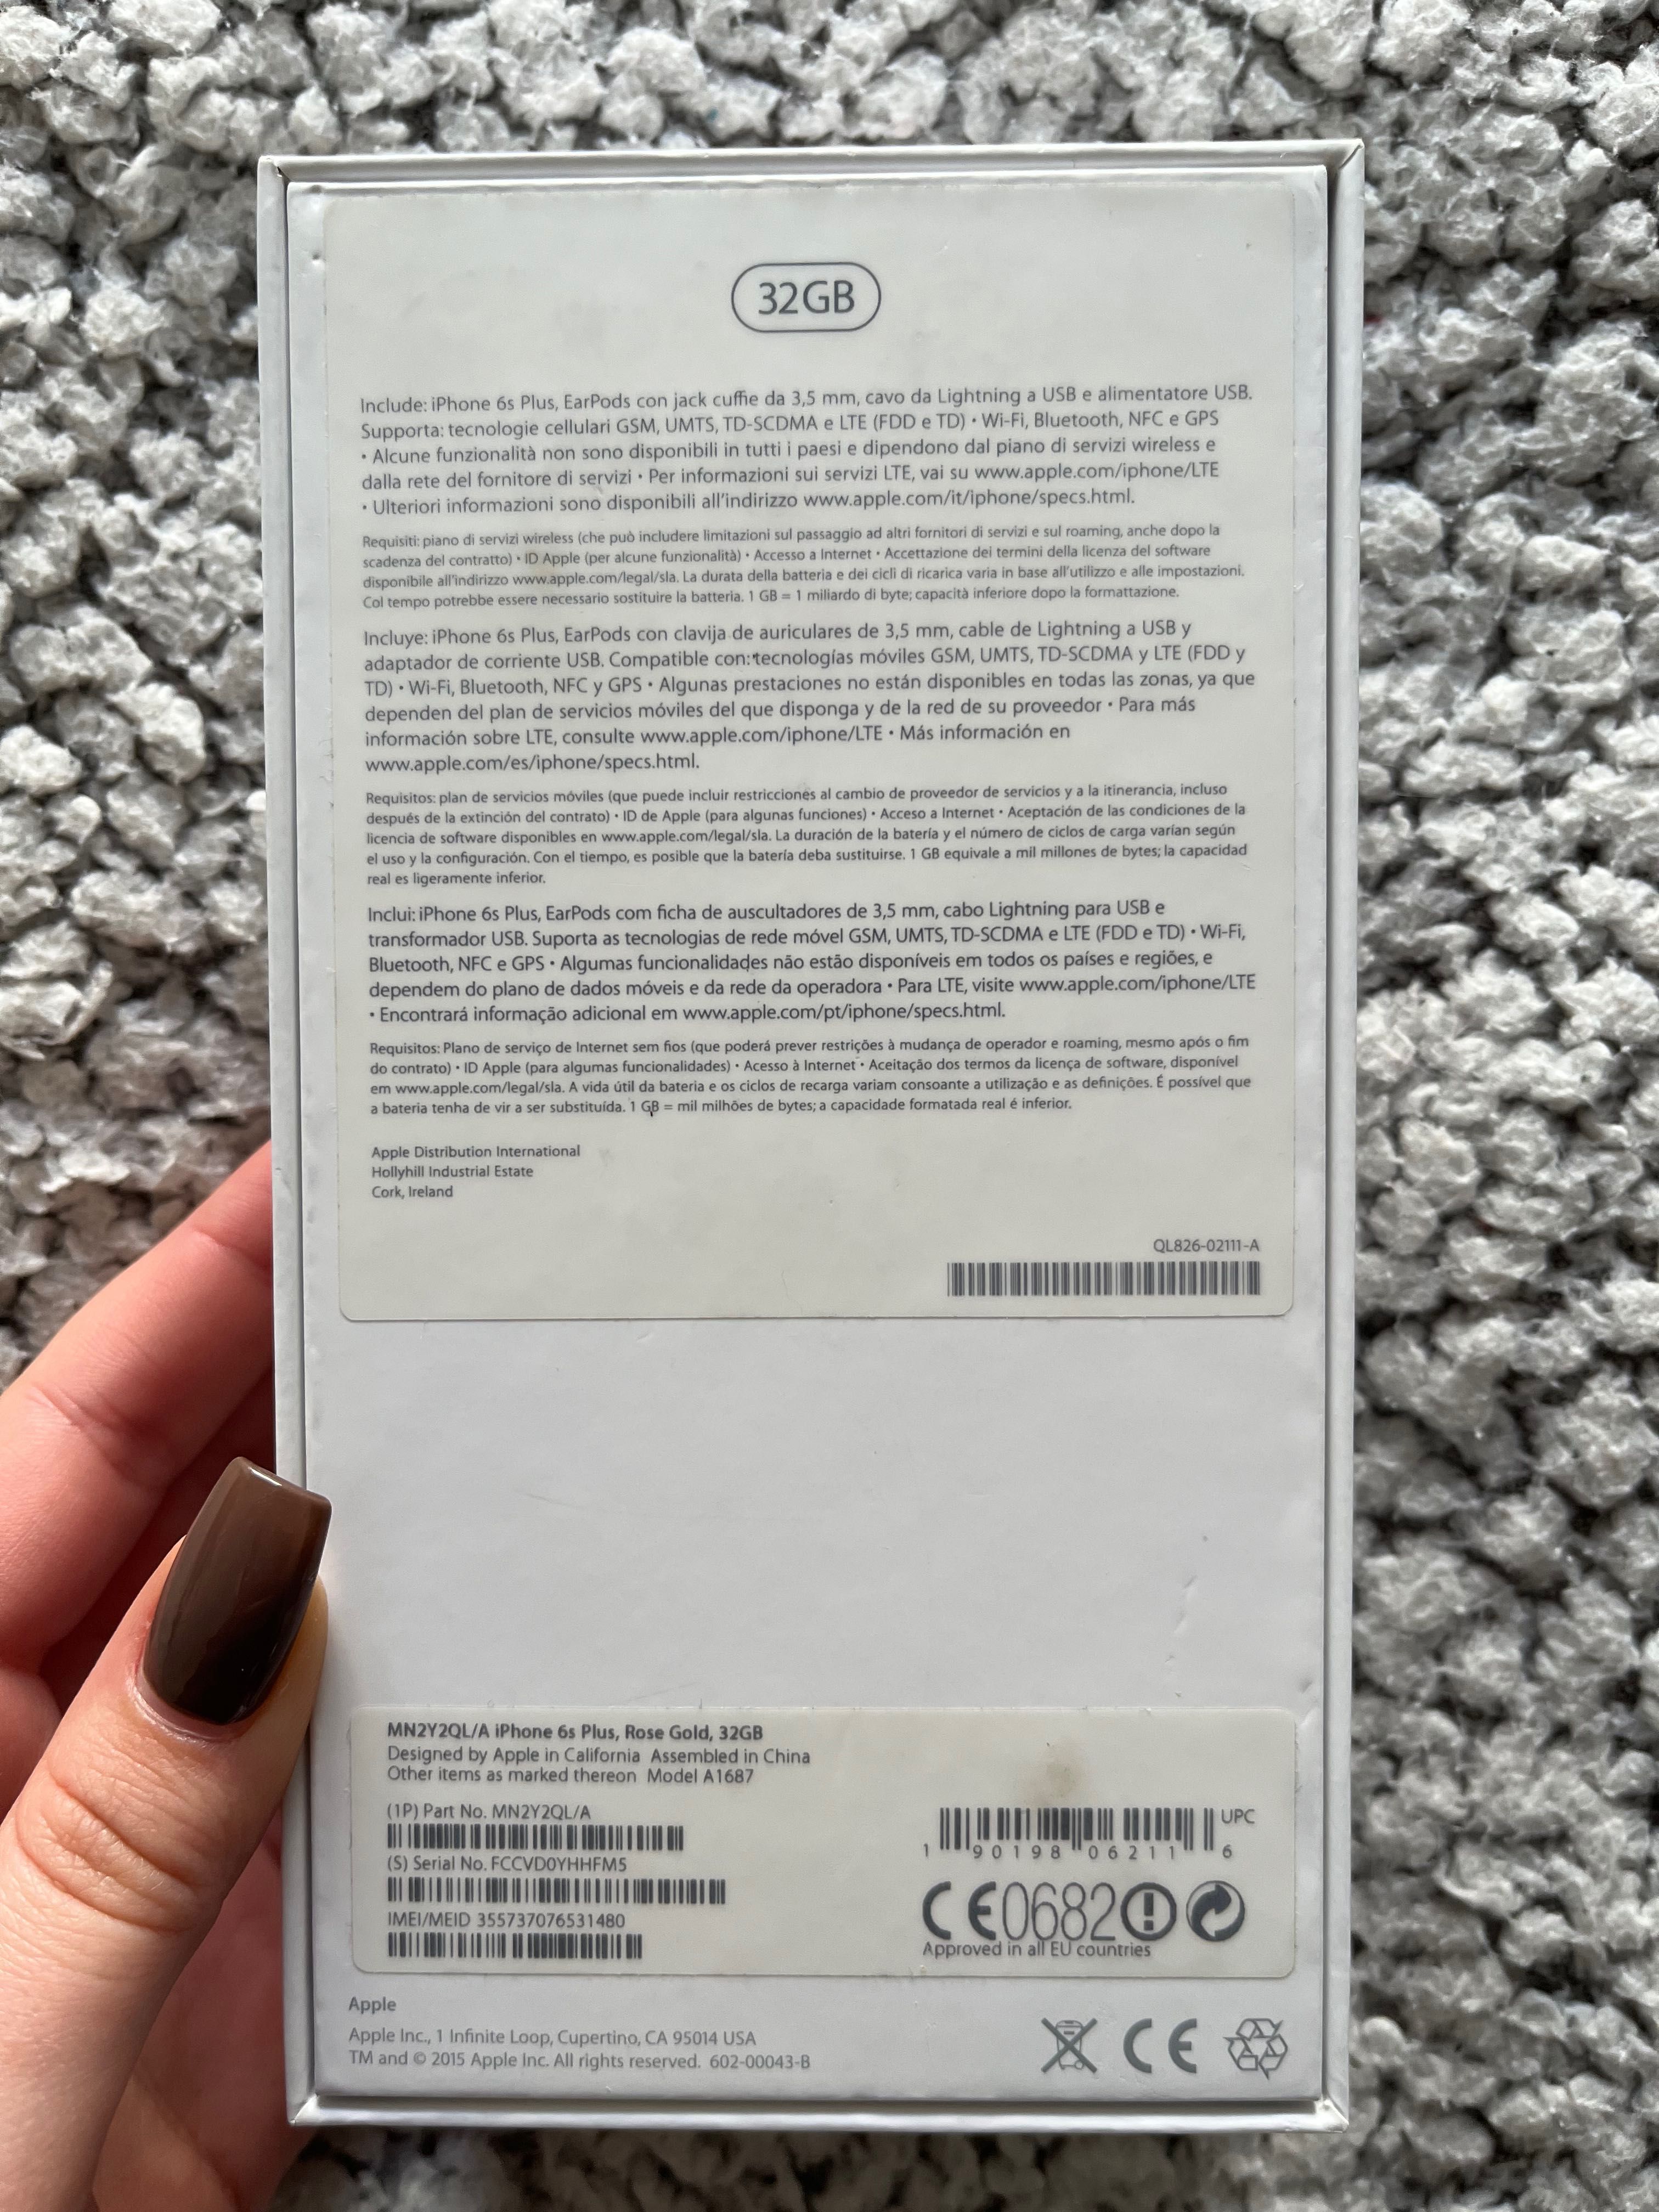 32GB
Include: iPhone 6s Plus, EarPods con jack cuffie da 3,5 mm, cavo da Lightning a USB e alimentatore USB.
Supporta: tecnologie cellulari GSM, UMTS, TD-SCDMA e LTE (FDD e TD) • Wi-Fi, Bluetooth, NFC e GPS
• Alcune funzionalità non sono disponibili in tutti i paesi e dipendono dal piano di servizi wireless e
dalla rete del fornitore di servizi • Per informazioni sui servizi LTE, vai su www.apple.com/iphone/LTE
• Ulteriori informazioni sono disponibili all'indirizzo www.apple.com/it/iphone/specs.html.
Requisiti: piano di servizi wireless (che può includere limitazioni sul passaggio ad altri fornitori di servizi e sul roaming, anche dopo la
scadenza del contratto) • ID Apple (per alcune funzionalità) • Accesso a Internet • Accettazione dei termini della licenza del software
disponibile all'indirizzo www.apple.com/legal/sla. La durata della batteria e dei cicli di ricarica varia in base all'utilizzo e alle impostazioni.
Col tempo potrebbe essere necessario sostituire la batteria. 1 GB = 1 miliardo di byte; capacità inferiore dopo la formattazione.
Incluye: iPhone 6s Plus, EarPods con clavija de auriculares de 3,5 mm, cable de Lightning a USB y
adaptador de corriente USB. Compatible con: tecnologías móviles GSM, UMTS, TD-SCDMA y LTE (FDD y
TD) • Wi-Fi, Bluetooth, NFC y GPS • Algunas prestaciones no están disponibles en todas las zonas, ya que
dependen del plan de servicios móviles del que disponga y de la red de su proveedor • Para más
información sobre LTE, consulte www.apple.com/iphone/LTE • Más información en
www.apple.com/es/iphone/specs.html.
Requisitos: plan de servicios móviles (que puede incluir restricciones al cambio de proveedor de servicios y a la itinerancia, incluso
después de la extinción del contrato) • ID de Apple (para algunas funciones) • Acceso a Internet • Aceptación de las condiciones de la
licencia de software disponibles en www.apple.com/legal/sla. La duración de la batería y el número de ciclos de carga varían según
el uso y la configuración. Con el tiempo, es posible que la batería deba sustituirse. 1 GB equivale a mil millones de bytes; la capacidad
real es ligeramente inferior.
Inclui: iPhone 6s Plus, EarPods com ficha de auscultadores de 3,5 mm, cabo Lightning para USB e
transformador USB. Suporta as tecnologias de rede móvel GSM, UMTS, TD-SCDMA e LTE (FDD e TD) • Wi-Fi,
Bluetooth, NFC e GPS • Algumas funcionalidades não estão disponíveis em todos os países e regiões, e
dependem do plano de dados móveis e da rede da operadora • Para LTE, visite www.apple.com/iphone/LTE
• Encontrará informação adicional em www.apple.com/pt/iphone/specs.html.
Requisitos: Plano de serviço de Internet sem fios (que poderá prever restrições à mudança de operador e roaming, mesmo após o fim
do contrato) • ID Apple (para algumas funcionalidades) • Acesso à Internet • Aceitação dos termos da licença de software, disponível
em www.apple.com/legal/sla. A vida útil da bateria e os ciclos de recarga variam consoante a utilização e as definições. É possível que
a bateria tenha de vir a ser substituída. 1 GB = mil milhões de bytes; a capacidade formatada real é inferior.
Apple Distribution International
Hollyhill Industrial Estate
Cork, Ireland
QL826-02111-A
MN2Y2QL/A iPhone 6s Plus, Rose Gold, 32GB
Designed by Apple in California Assembled in China
Other items as marked thereon Model A1687
(1P) Part No. MN2Y2QL/A
(S) Serial No. FCCVD0YHHFM5
IMEI/MEID 355737076531480
UPC
1 90198 06211 6
CE0682
Approved in all EU countries
Apple
Apple Inc., 1 Infinite Loop, Cupertino, CA 95014 USA
TM and © 2015 Apple Inc. All rights reserved. 602-00043-B
CE